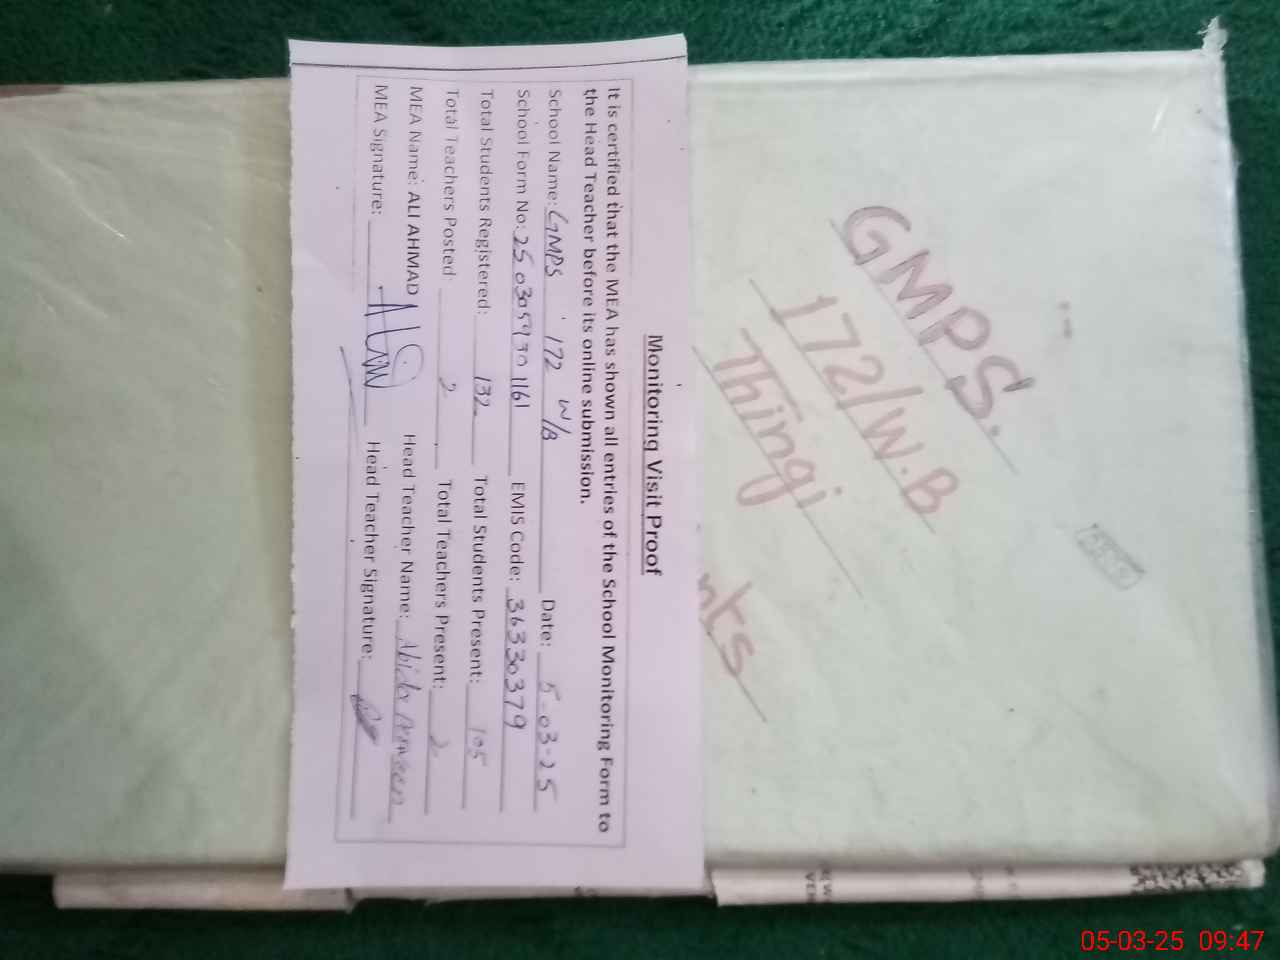 Monitoring Visit Proof
It is certified that the MEA has shown all entries of the School Monitoring Form to
the Head Teacher before its online submission.
School Name: GMPS 172 W/B Date: 5-03-25
School Form No: 250305930 1161 EMIS Code: 36330379
Total Students Registered: 132 Total Students Present: 105
Total Teachers Posted: 2 Total Teachers Present: 2
MEA Name: ALI AHMAD Head Teacher Name: Abida Parveen
MEA Signature: Head Teacher Signature:
GMPS.
172/W.B
Thingi
nts
05-03-25 09:47